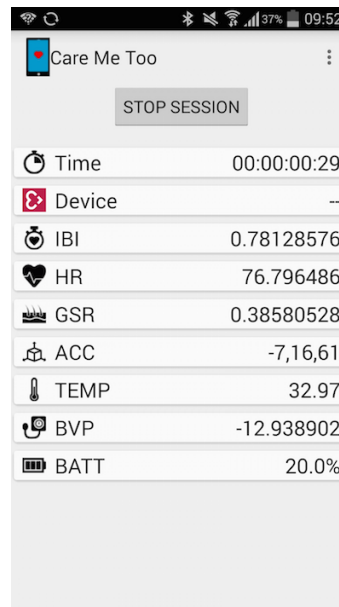 37% 09:52
Care Me Too
STOP SESSION
Time 00:00:00:29
Device --
IBI 0.78128576
HR 76.796486
GSR 0.38580528
ACC -7,16,61
TEMP 32.97
BVP -12.938902
BATT 20.0%